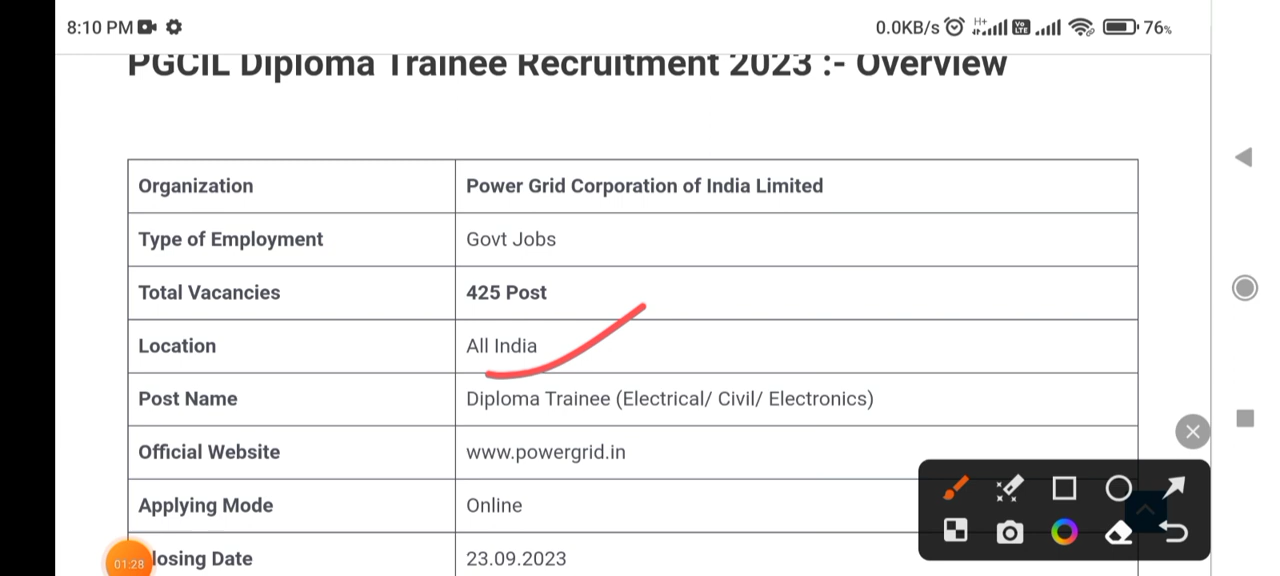 8:10 PM 0.0KB/s H+ Vo LTE 76%
PGCIL Diploma Trainee Recruitment 2023 :- Overview
Organization Power Grid Corporation of India Limited
Type of Employment Govt Jobs
Total Vacancies 425 Post
Location All India
Post Name Diploma Trainee (Electrical/ Civil/ Electronics)
Official Website www.powergrid.in
Applying Mode Online
losing Date 23.09.2023
01:28